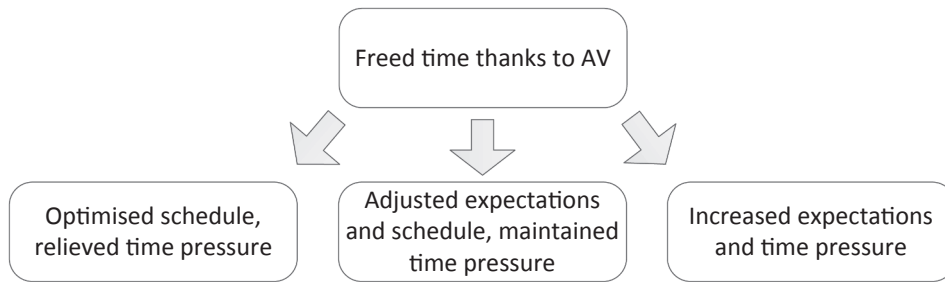 Freed time thanks to AV
Optimised schedule,
relieved time pressure
Adjusted expectations
and schedule, maintained
time pressure
Increased expectations
and time pressure